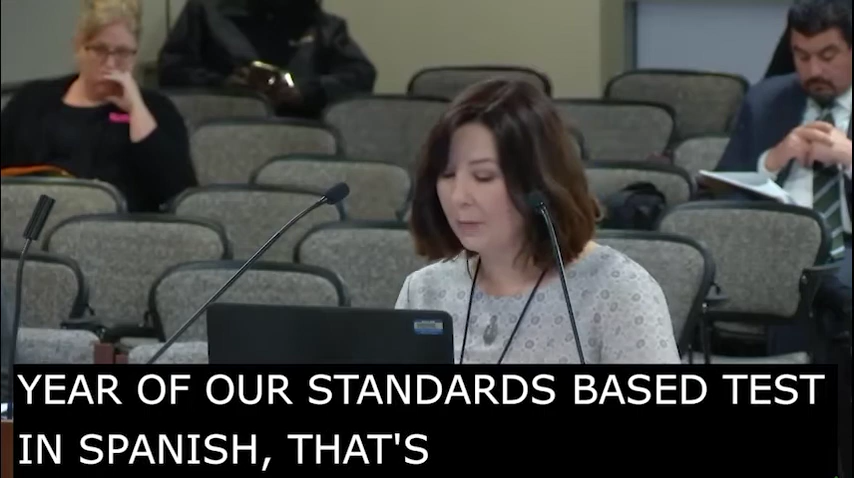 YEAR OF OUR STANDARDS BASED TEST
IN SPANISH, THAT'S